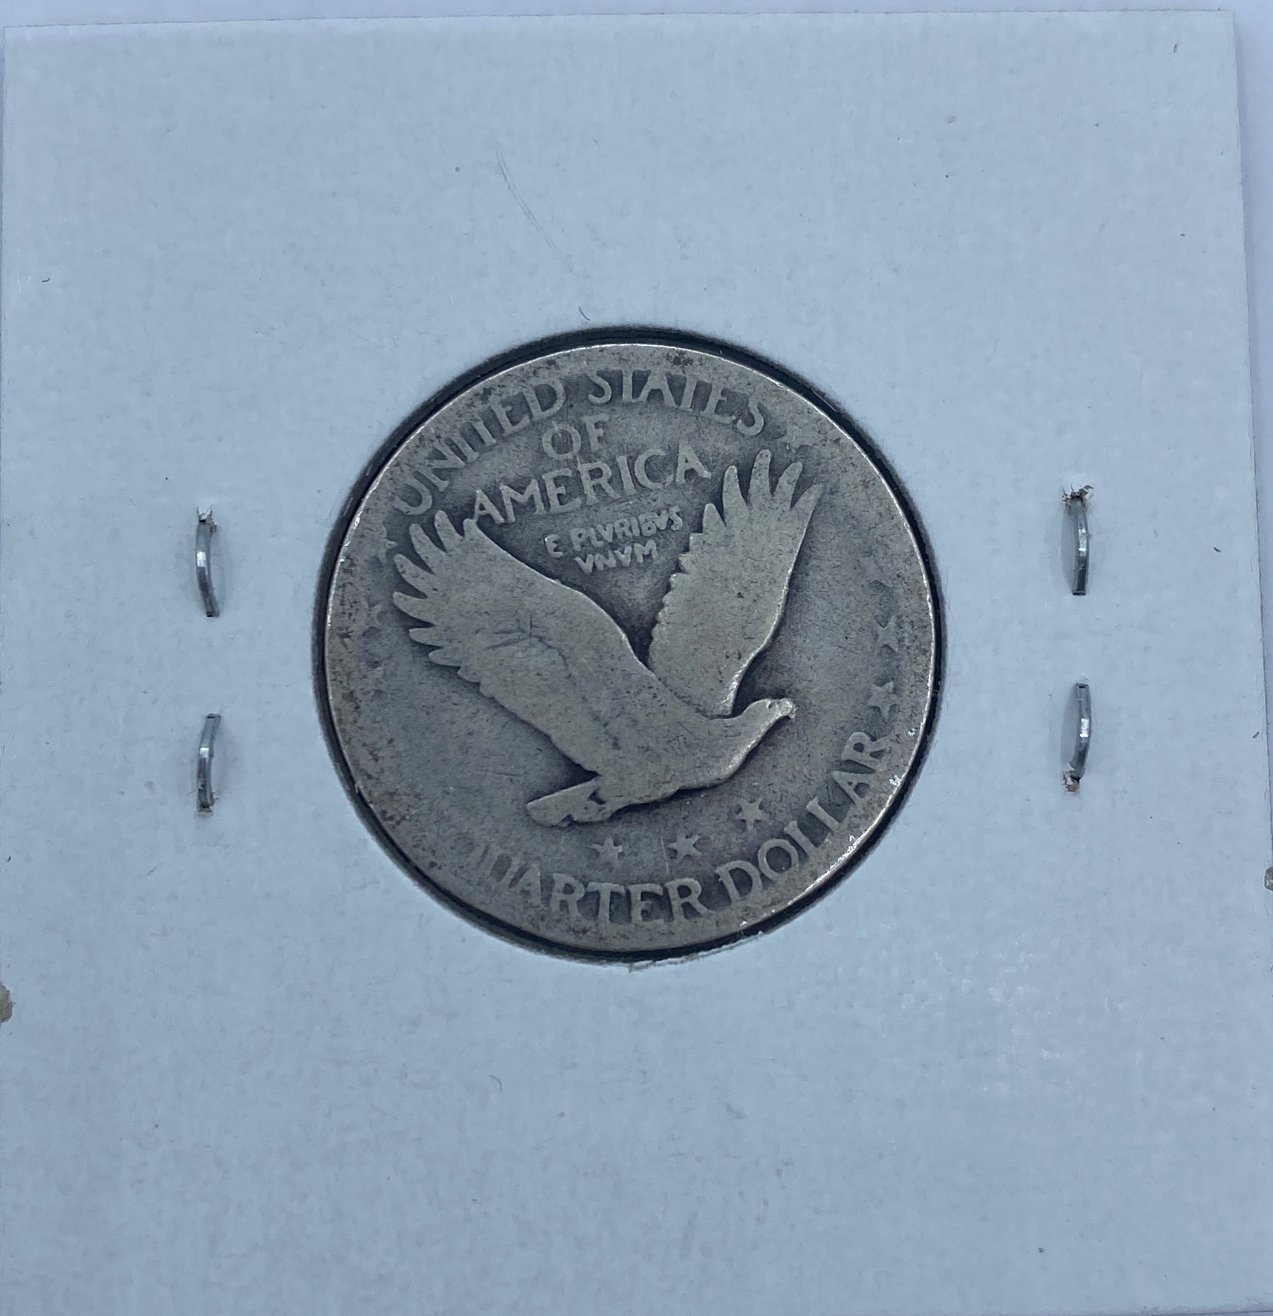 UNITED STATES
OF
AMERICA
E PLVRIBVS
VNVM
QUARTER DOLLAR